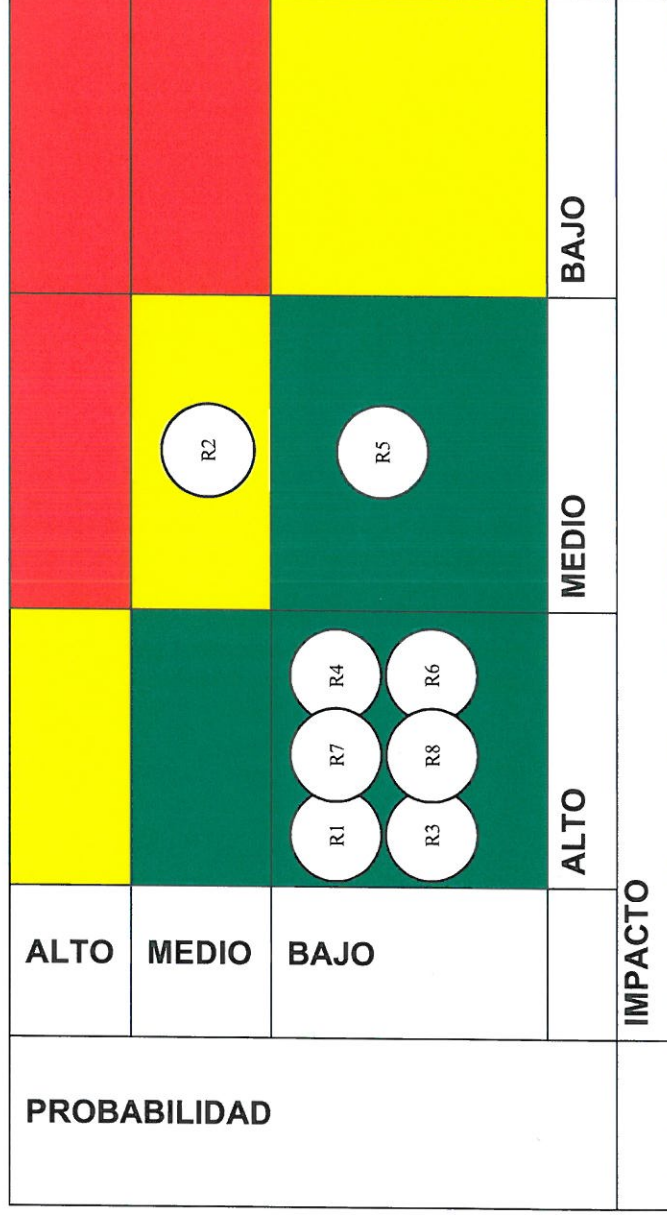 PROBABILIDAD
ALTO
MEDIO
R2
BAJO
R1 R7 R4
R5
R3 R8 R6
ALTO MEDIO BAJO
IMPACTO